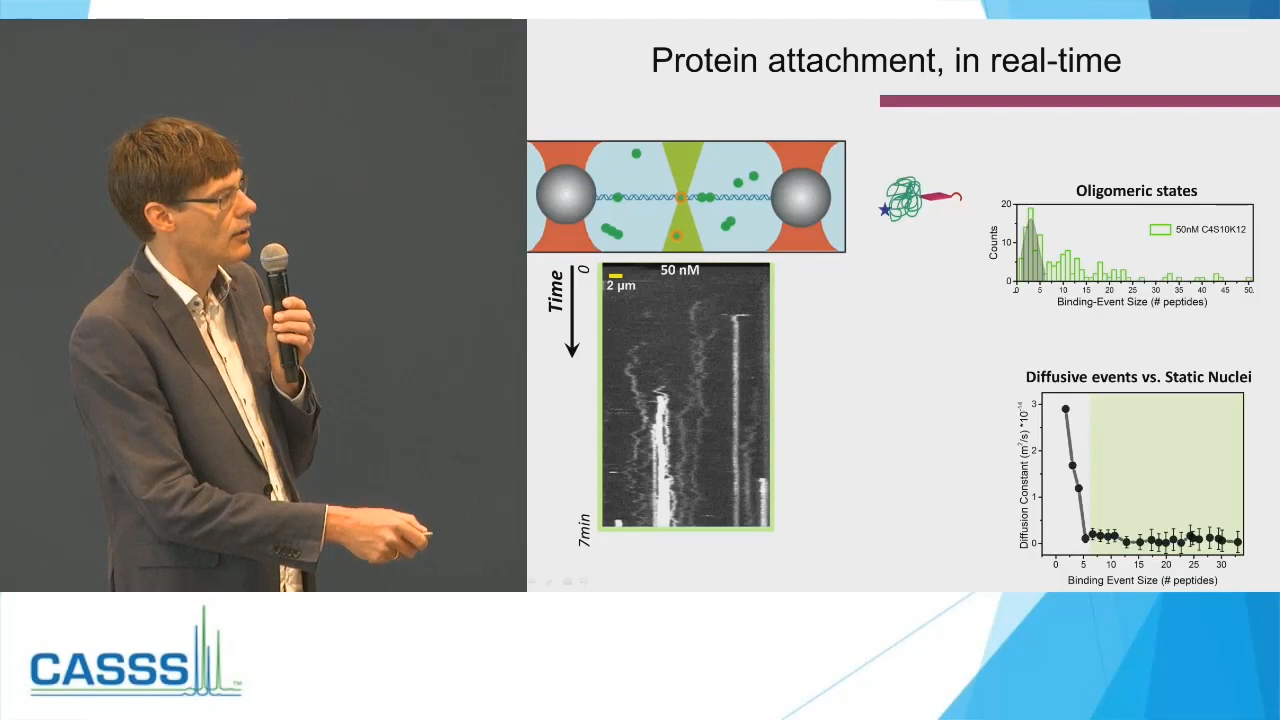 Protein attachment, in real-time
Time
0
50 nM
2 µm
7min
Oligomeric states
Counts
20
10
0
50nM C4S10K12
0 5 10 15 20 25 30 35 40 45 50
Binding-Event Size (# peptides)
Diffusive events vs. Static Nuclei
Diffusion Constant (m²/s) *10⁻¹⁴
3
2
1
0
0 5 10 15 20 25 30
Binding Event Size (# peptides)
CASSS
TM